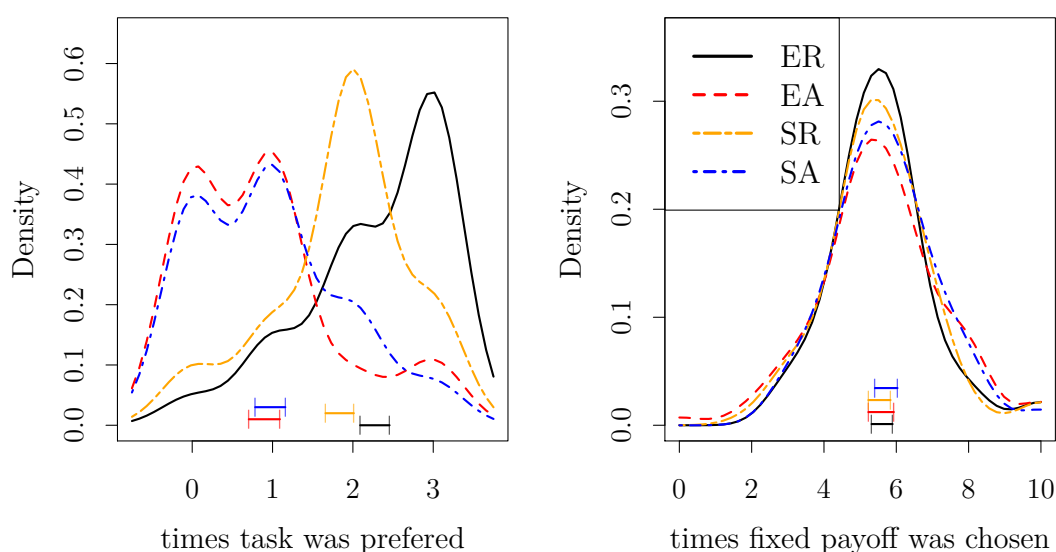 Density
0.0 0.1 0.2 0.3 0.4 0.5 0.6
0 1 2 3
times task was prefered
Density
0.0 0.1 0.2 0.3
ER
EA
SR
SA
0 2 4 6 8 10
times fixed payoff was chosen